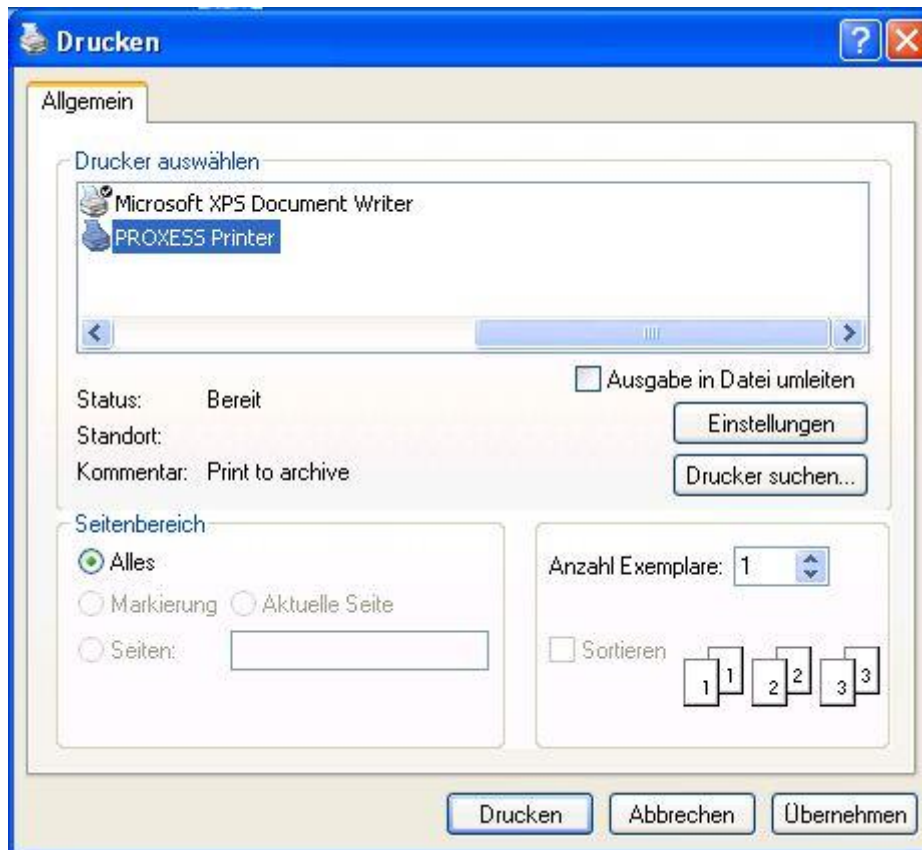 Drucken
Allgemein
Drucker auswählen
Microsoft XPS Document Writer
PROXESS Printer
Status: Bereit
Ausgabe in Datei umleiten
Standort:
Einstellungen
Kommentar: Print to archive
Drucker suchen...
Seitenbereich
Alles
Markierung Aktuelle Seite
Seiten:
Anzahl Exemplare: 1
Sortieren
1 1 2 2 3 3
Drucken Abbrechen Übernehmen